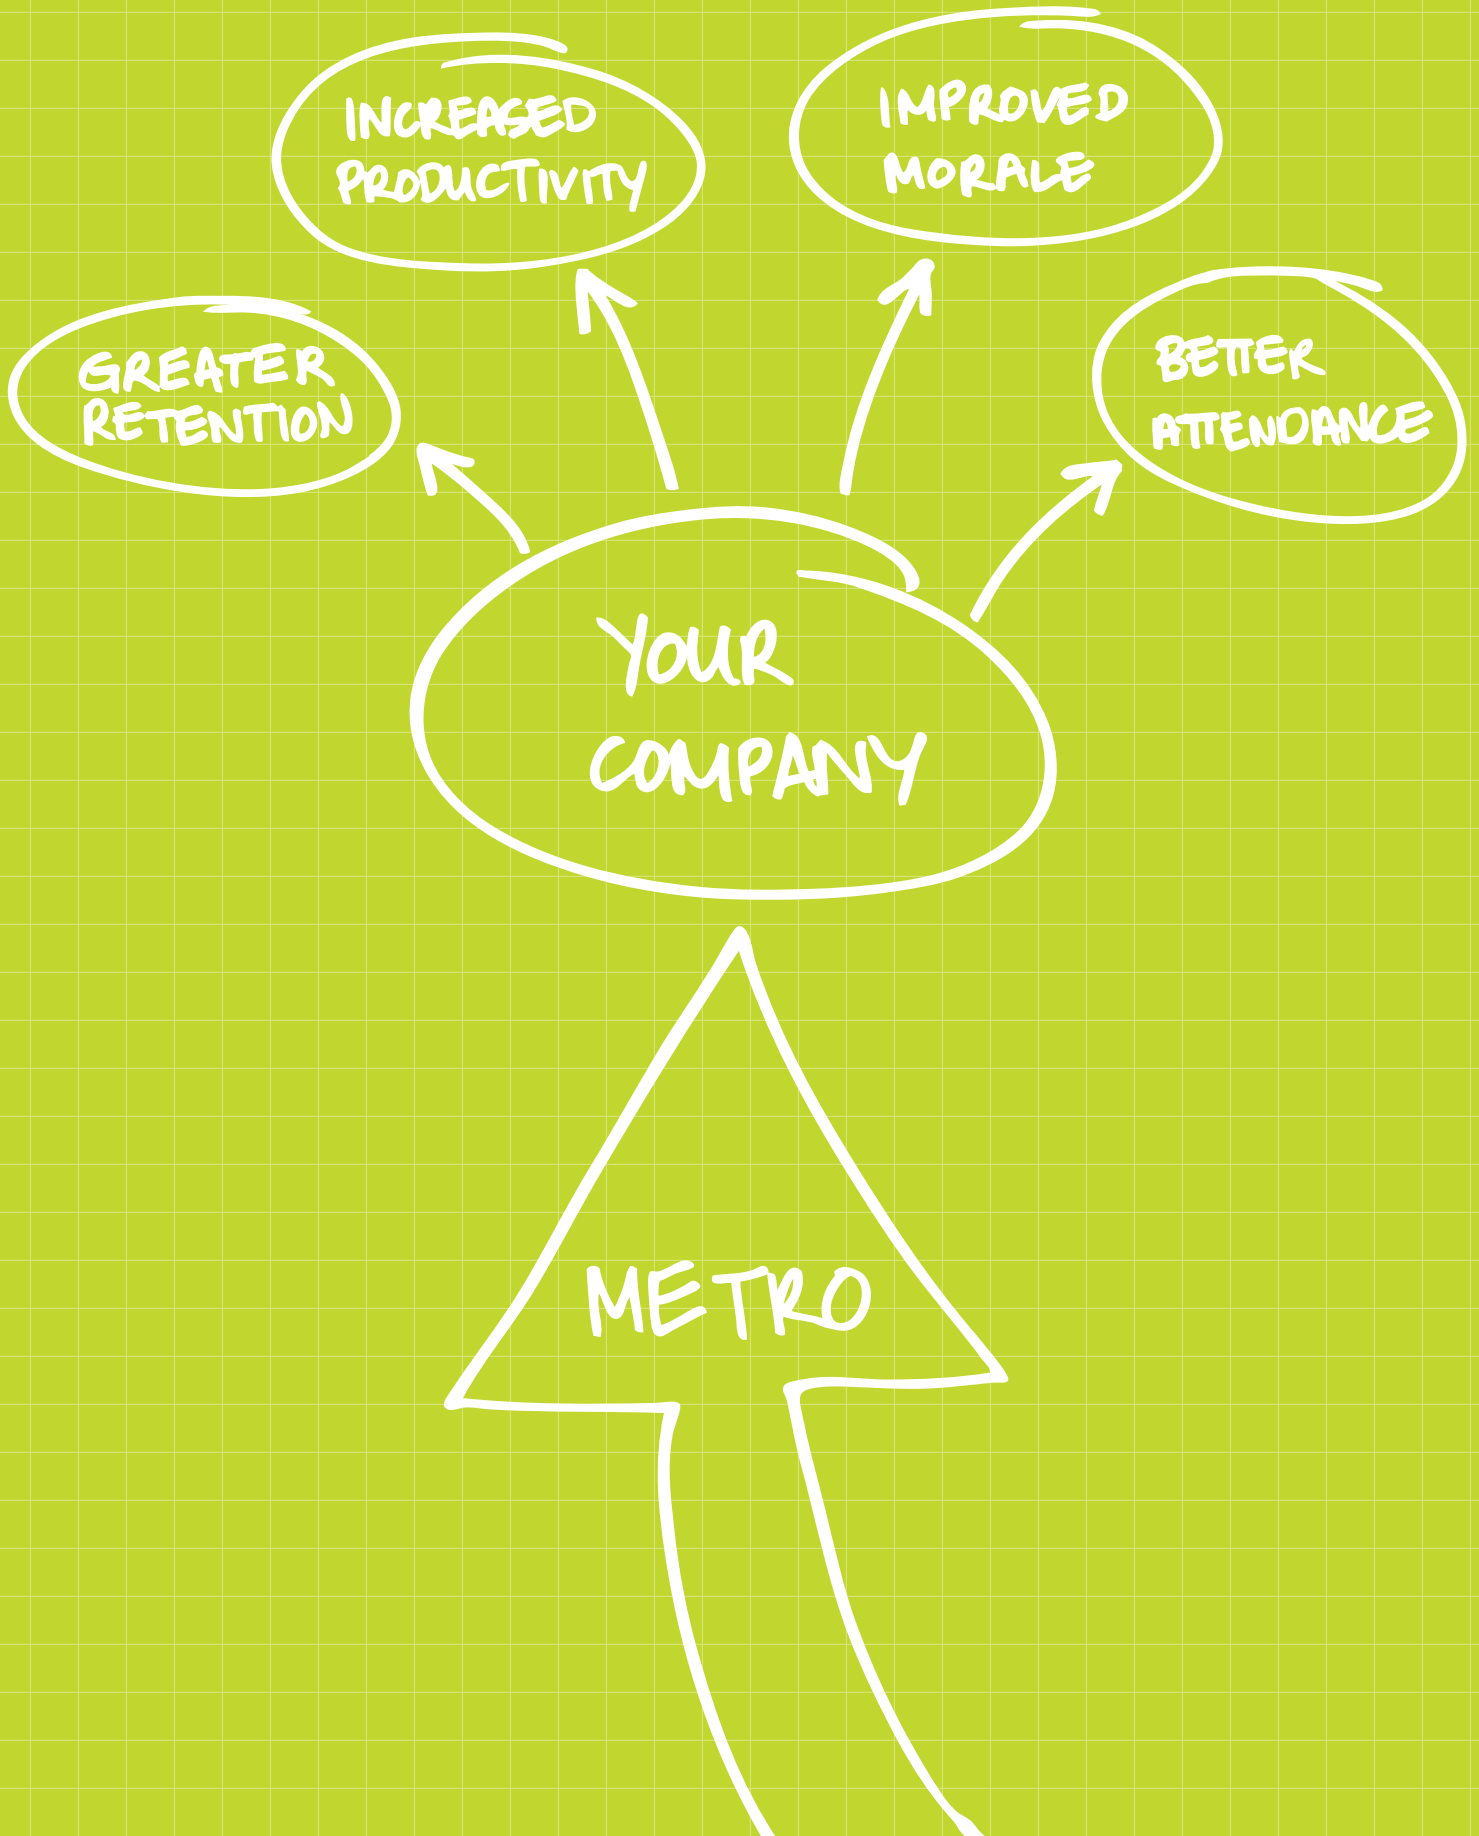 INCREASED
PRODUCTIVITY
IMPROVED
MORALE
GREATER
RETENTION
BETTER
ATTENDANCE
YOUR
COMPANY
METRO